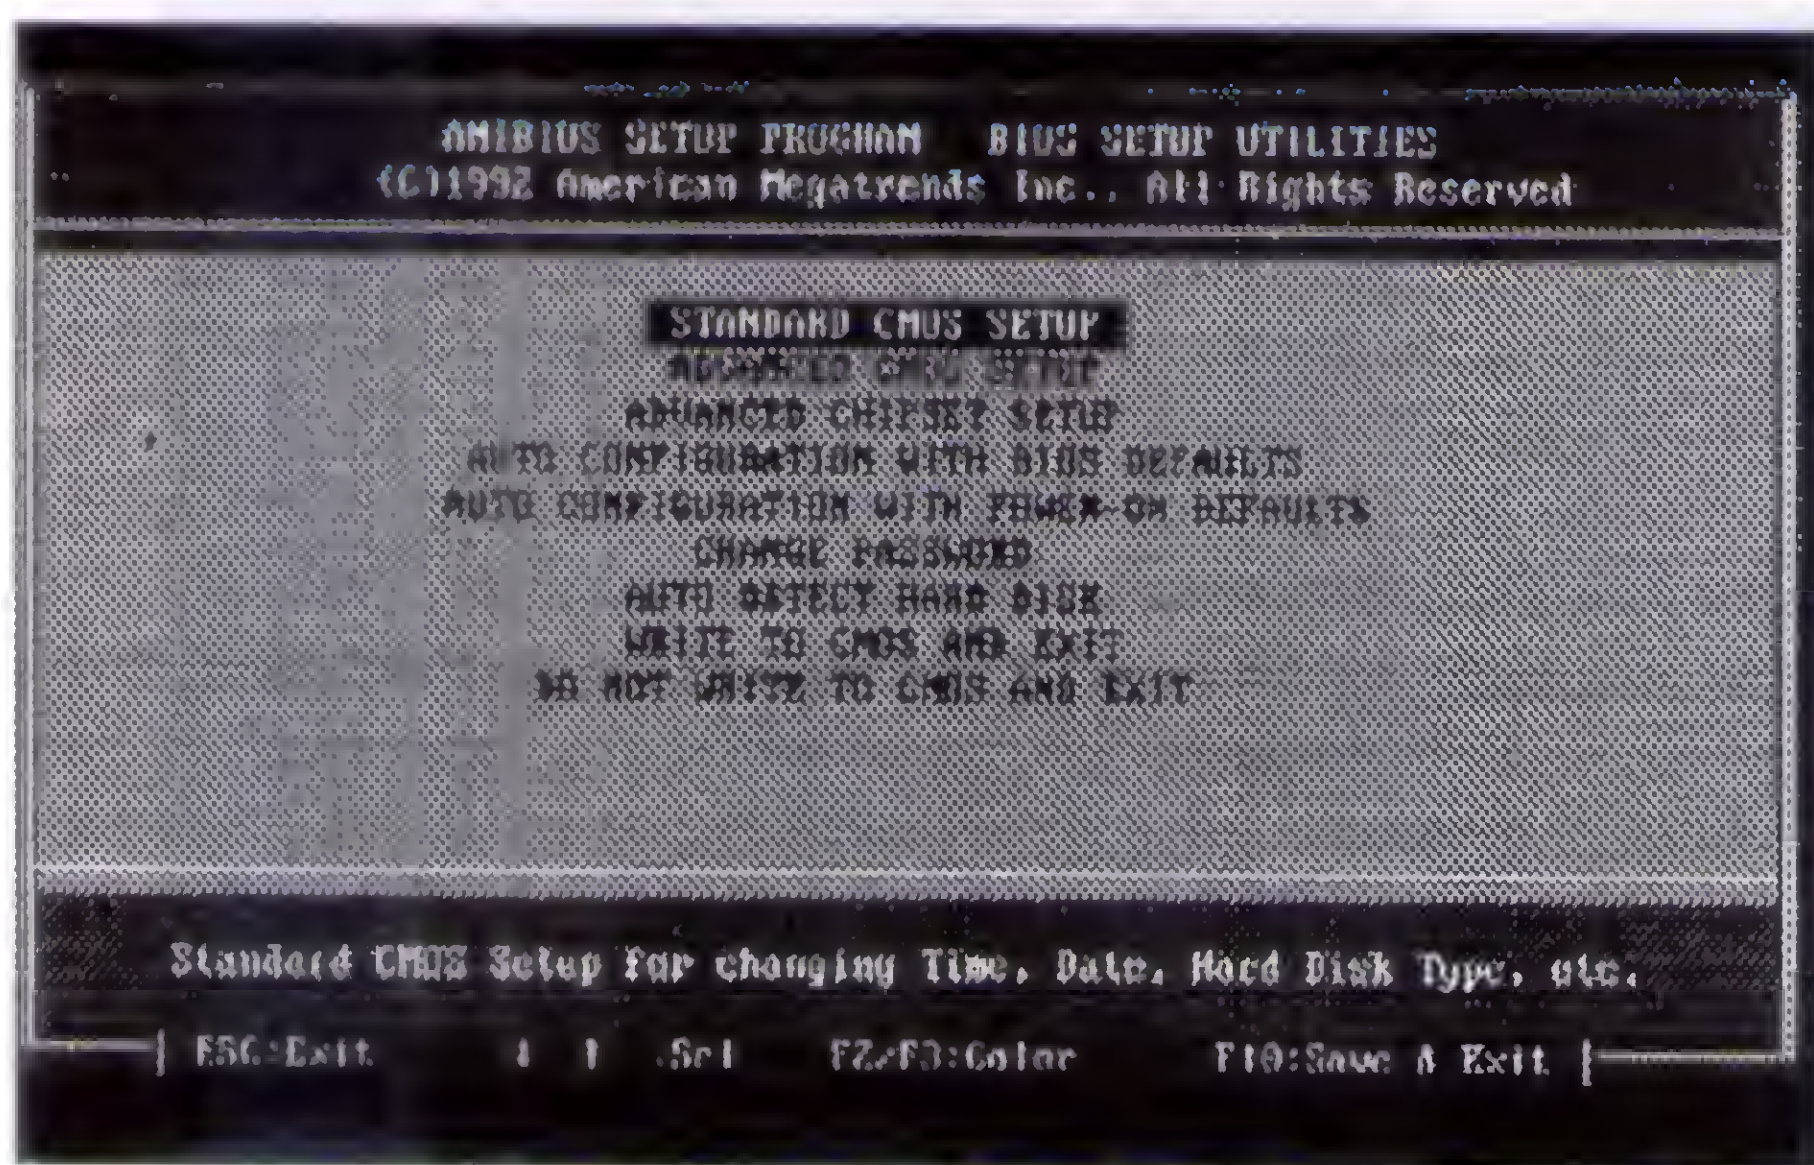 AMIBIOS SETUP PROGRAM BIOS SETUP UTILITIES
(C)1992 American Megatrends Inc., All Rights Reserved
STANDARD CMOS SETUP
ADVANCED CMOS SETUP
ADVANCED CHIPSET SETUP
AUTO CONFIGURATION WITH BIOS DEFAULTS
AUTO CONFIGURATION WITH POWER-ON DEFAULTS
CHANGE PASSWORD
AUTO DETECT HARD DISK
WRITE TO CMOS AND EXIT
DO NOT WRITE TO CMOS AND EXIT
Standard CMOS Setup for changing Time, Date, Hard Disk Type, etc.
ESC:Exit ↓ ↑ :Sel F2/F3:Color F10:Save & Exit